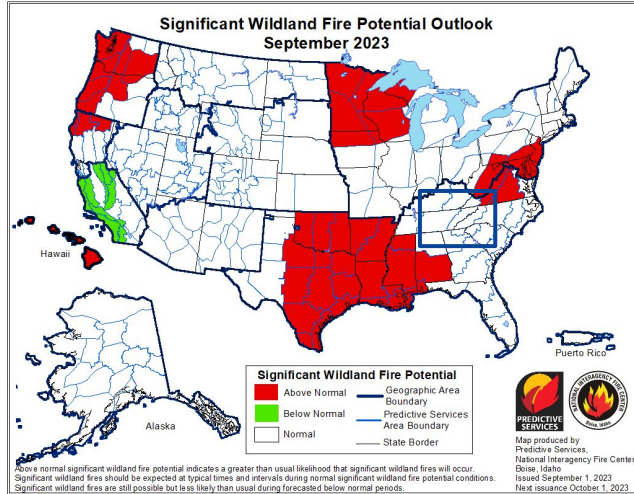 Significant Wildland Fire Potential Outlook
September 2023
Hawaii
Puerto Rico
Alaska
Significant Wildland Fire Potential
Above Normal
Below Normal
Normal
Geographic Area
Boundary
Predictive Services
Area Boundary
State Border
PREDICTIVE
SERVICES
NATIONAL INTERAGENCY FIRE CENTER
Boise, Idaho
Map produced by
Predictive Services,
National Interagency Fire Center
Boise, Idaho
Issued September 1, 2023
Next issuance October 1, 2023
Above normal significant wildland fire potential indicates a greater than usual likelihood that significant wildland fires will occur.
Significant wildland fires should be expected at typical times and intervals during normal significant wildland fire potential conditions.
Significant wildland fires are still possible but less likely than usual during forecasted below normal periods.